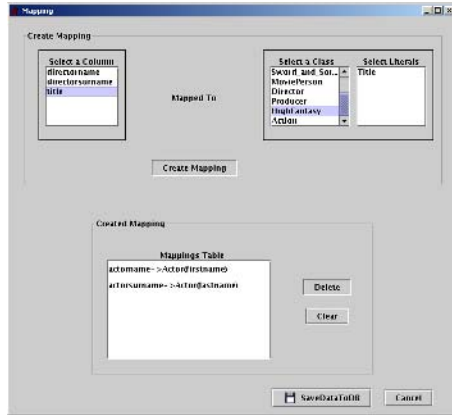 Mapping
Create Mapping
Select a Column
directorname
directorsurname
title
Mapped To
Select a Class
Sword_and_Sor...
MoviePerson
Director
Producer
HighFantasy
Action
Select Literals
Title
Create Mapping
Created Mapping
Mappings Table
actorname->Actor(firstname)
actorsurname->Actor(lastname)
Delete
Clear
SaveDataToDB
Cancel